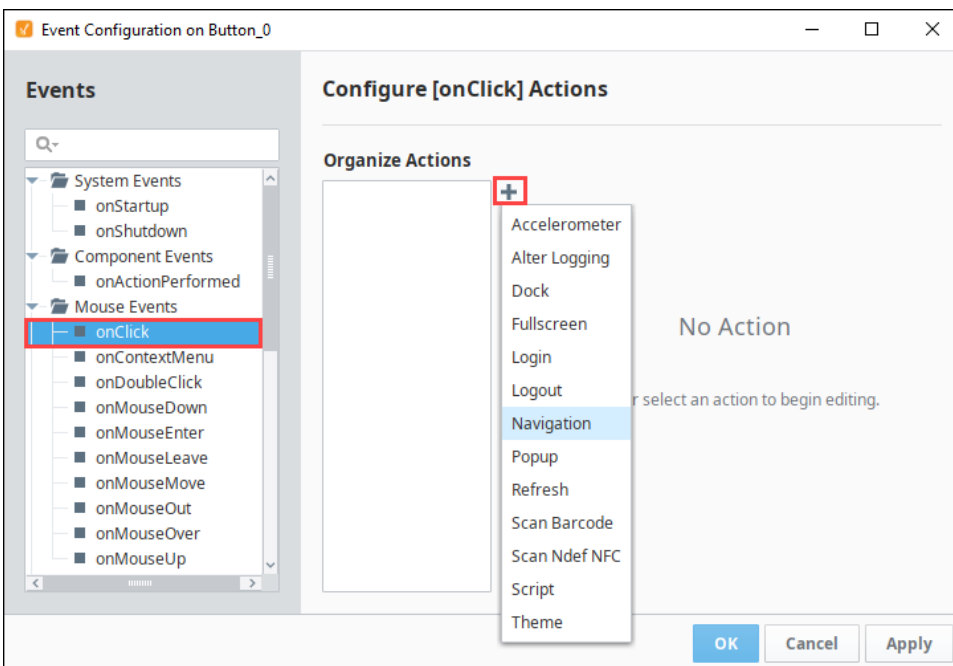 Event Configuration on Button_0
Events
System Events
onStartup
onShutdown
Component Events
onActionPerformed
Mouse Events
onClick
onContextMenu
onDoubleClick
onMouseDown
onMouseEnter
onMouseLeave
onMouseMove
onMouseOut
onMouseOver
onMouseUp
Configure [onClick] Actions
Organize Actions
Accelerometer
Alter Logging
Dock
Fullscreen
Login
Logout
Navigation
Popup
Refresh
Scan Barcode
Scan Ndef NFC
Script
Theme
No Action
select an action to begin editing.
OK Cancel Apply